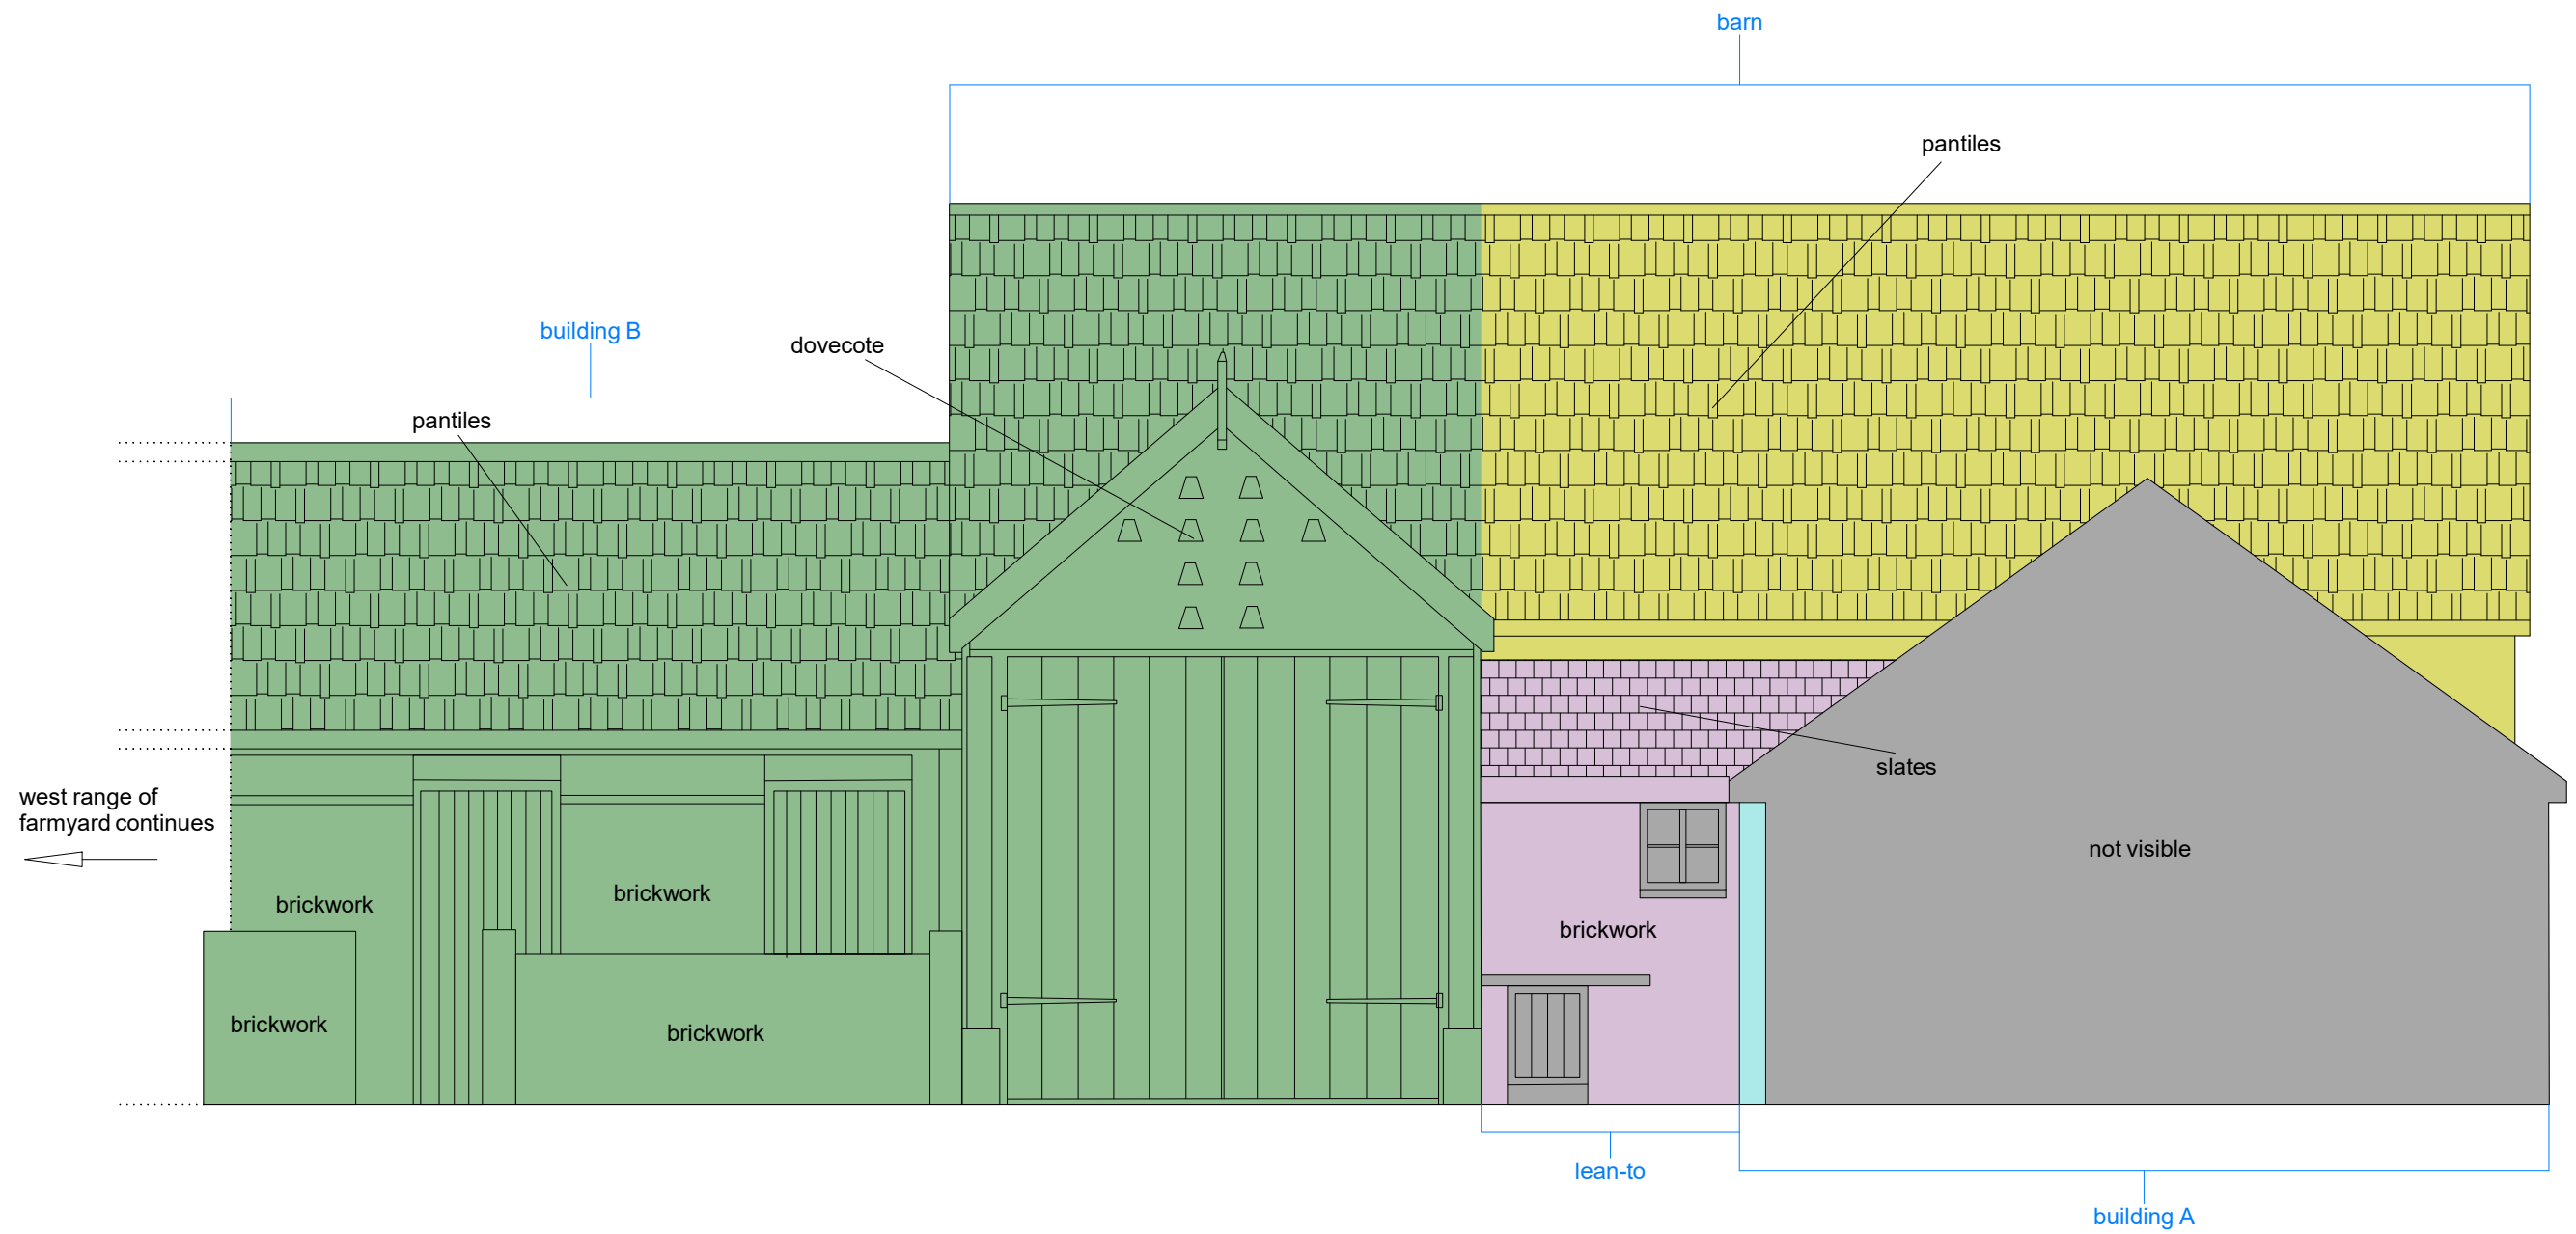 barn
pantiles
building B
dovecote
pantiles
slates
west range of
farmyard continues
not visible
brickwork
brickwork
brickwork
brickwork
brickwork
lean-to
building A